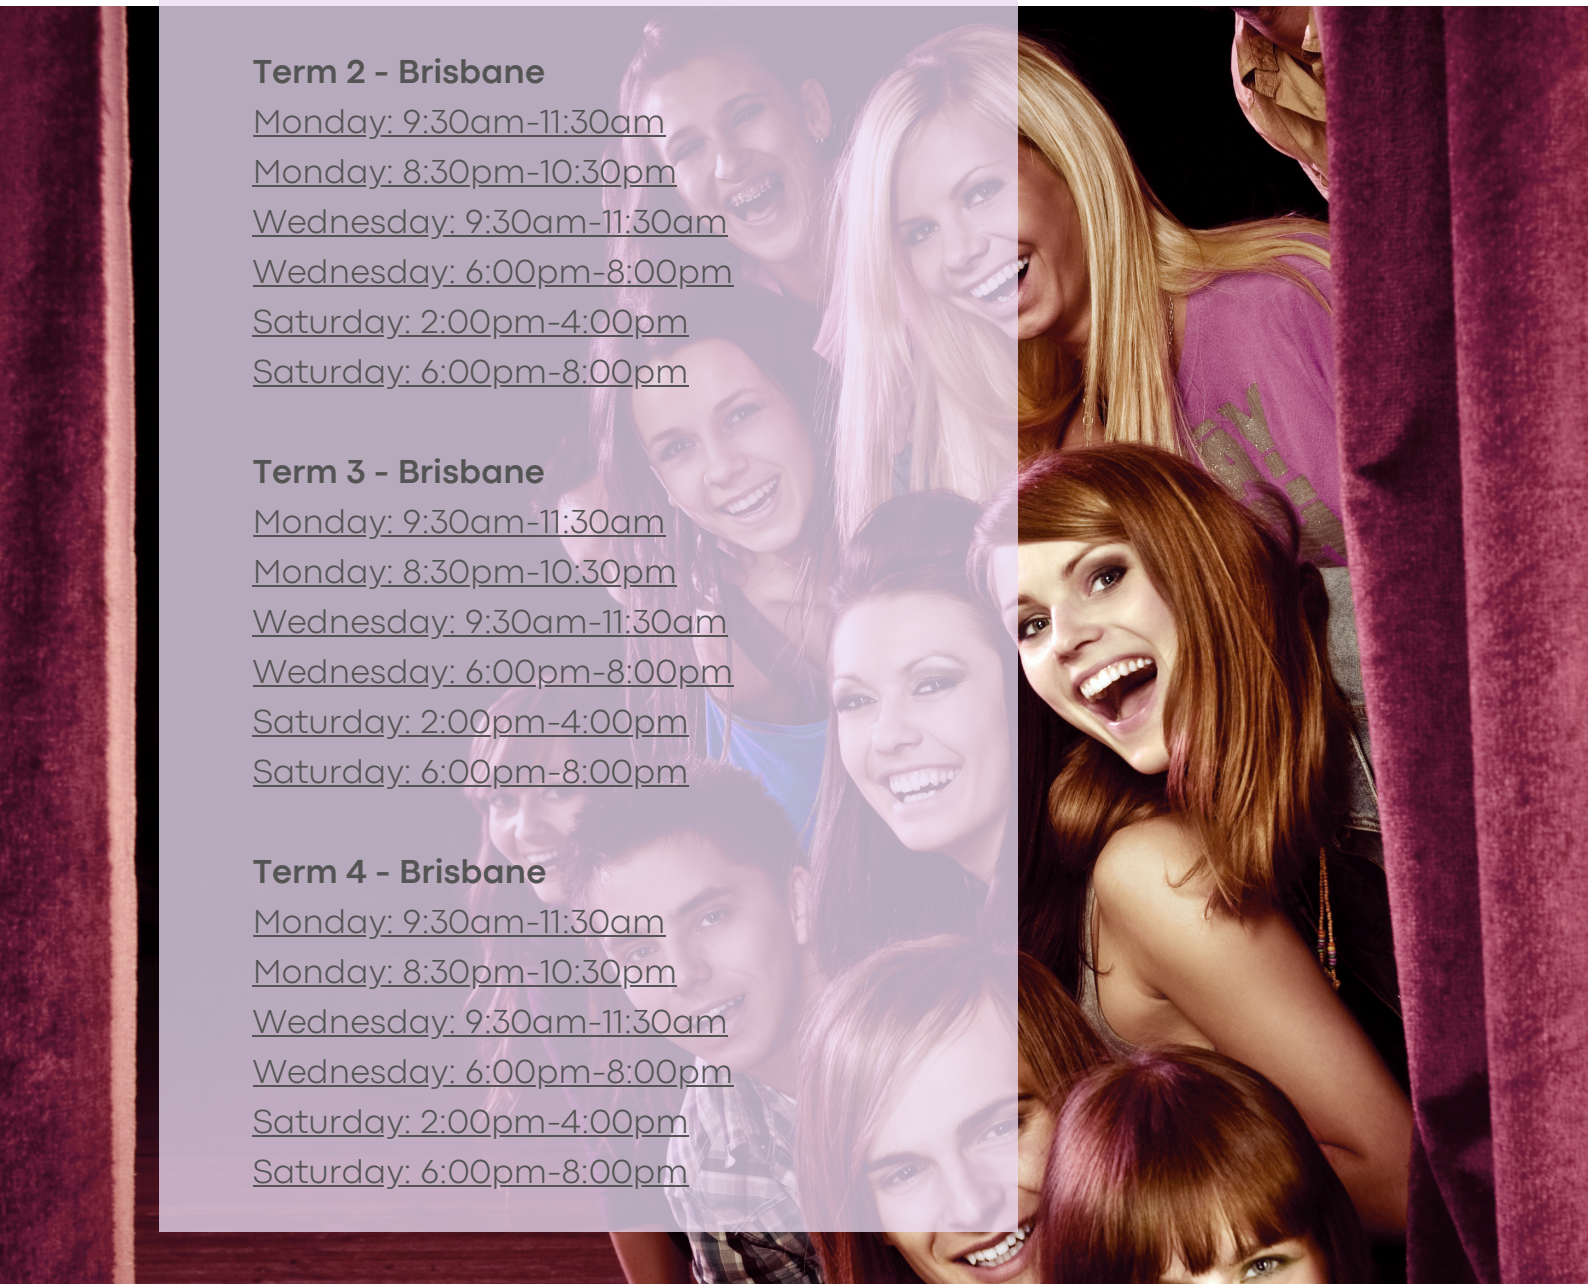 Term 2 - Brisbane
Monday: 9:30am-11:30am
Monday: 8:30pm-10:30pm
Wednesday: 9:30am-11:30am
Wednesday: 6:00pm-8:00pm
Saturday: 2:00pm-4:00pm
Saturday: 6:00pm-8:00pm
Term 3 - Brisbane
Monday: 9:30am-11:30am
Monday: 8:30pm-10:30pm
Wednesday: 9:30am-11:30am
Wednesday: 6:00pm-8:00pm
Saturday: 2:00pm-4:00pm
Saturday: 6:00pm-8:00pm
Term 4 - Brisbane
Monday: 9:30am-11:30am
Monday: 8:30pm-10:30pm
Wednesday: 9:30am-11:30am
Wednesday: 6:00pm-8:00pm
Saturday: 2:00pm-4:00pm
Saturday: 6:00pm-8:00pm